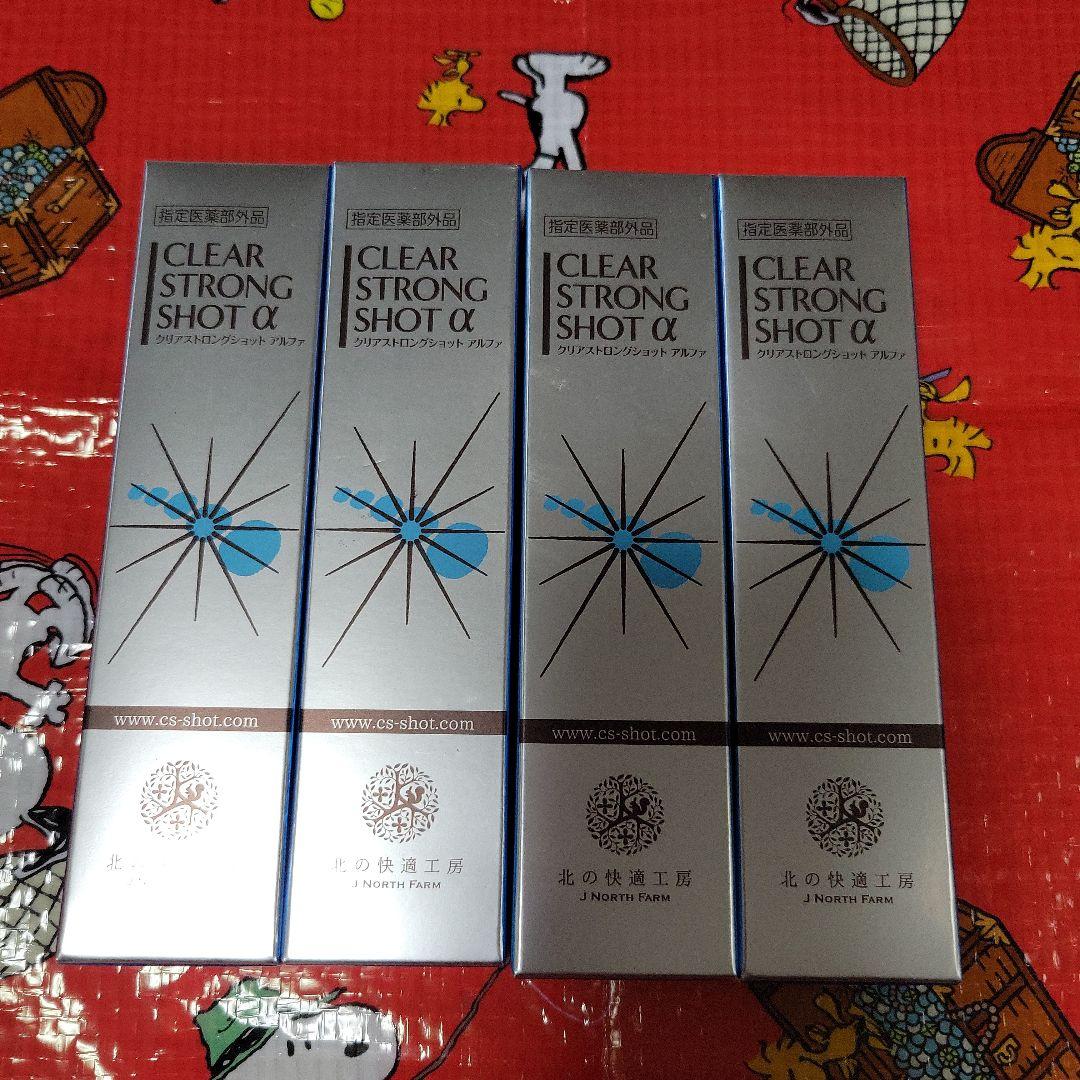 指定医薬部外品
CLEAR
STRONG
SHOT α
クリアストロングショット アルファ
www.cs-shot.com
北の
指定医薬部外品
CLEAR
STRONG
SHOT α
クリアストロングショット アルファ
www.cs-shot.com
北の快適工房
J NORTH FARM
指定医薬部外品
CLEAR
STRONG
SHOT α
クリアストロングショット アルファ
www.cs-shot.com
北の快適工房
J NORTH FARM
指定医薬部外品
CLEAR
STRONG
SHOT α
クリアストロングショット アルファ
www.cs-shot.com
北の快適工房
J NORTH FARM